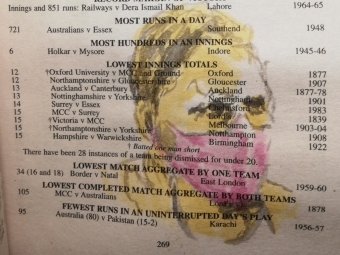 Innings and 851 runs: Railways v Dera Ismail Khan Lahore 1964-65
MOST RUNS IN A DAY
721 Australians v Essex Southend 1948
MOST HUNDREDS IN AN INNINGS
6 Holkar v Mysore Indore 1945-46
LOWEST INNINGS TOTALS
12 †Oxford University v MCC and Ground Oxford 1877
12 Northamptonshire v Gloucestershire Gloucester 1907
13 Auckland v Canterbury Auckland 1877-78
13 Nottinghamshire v Yorkshire Nottingham 1901
14 Surrey v Essex Chelmsford 1983
15 MCC v Surrey Lord's 1839
15 †Victoria v MCC Melbourne 1903-04
15 †Northamptonshire v Yorkshire Northampton 1908
15 Hampshire v Warwickshire Birmingham 1922
† Batted one man short
There have been 28 instances of a team being dismissed for under 20.
LOWEST MATCH AGGREGATE BY ONE TEAM
34 (16 and 18) Border v Natal East London 1959-60
LOWEST COMPLETED MATCH AGGREGATE BY BOTH TEAMS
105 MCC v Australians Lord's 1878
FEWEST RUNS IN AN UNINTERRUPTED DAY'S PLAY
95 Australia (80) v Pakistan (15-2) Karachi 1956-57
269